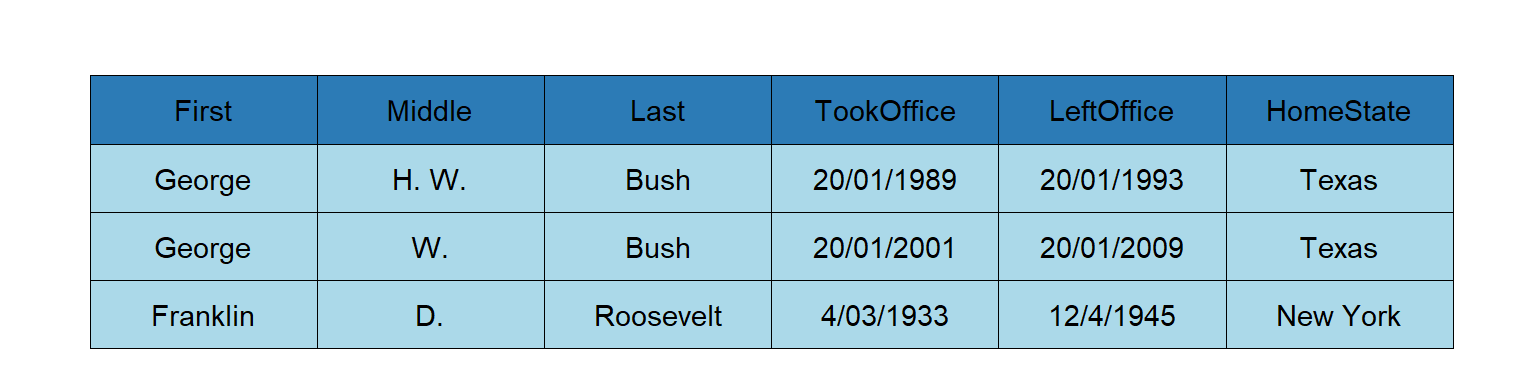 First Middle Last TookOffice LeftOffice HomeState
George H. W. Bush 20/01/1989 20/01/1993 Texas
George W. Bush 20/01/2001 20/01/2009 Texas
Franklin D. Roosevelt 4/03/1933 12/4/1945 New York